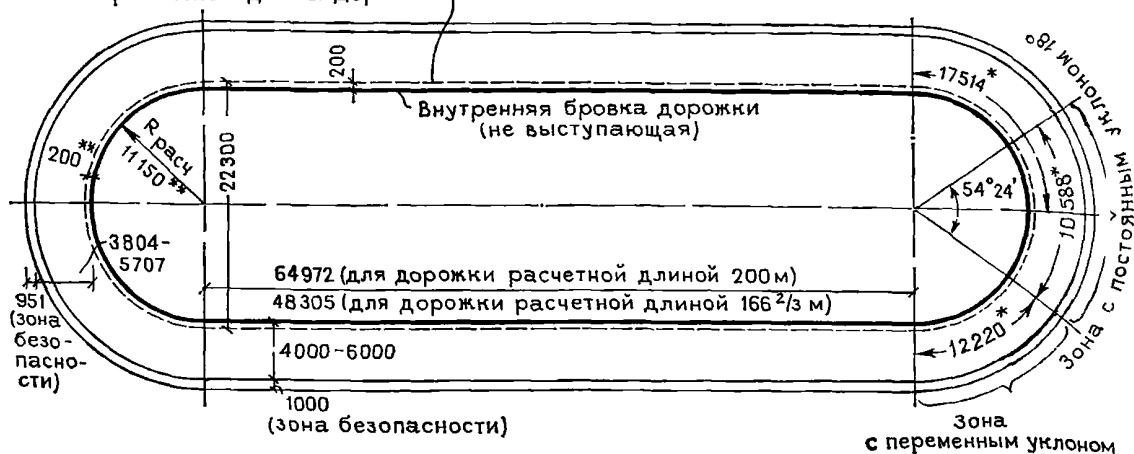 200
Внутренняя бровка дорожки
(не выступающая)
R расч
11150**
200**
22300
3804-
5707
951
(зона
безо-
пасно-
сти)
64972 (для дорожки расчетной длиной 200 м)
48305 (для дорожки расчетной длиной 166 2/3 м)
4000-6000
1000
(зона безопасности)
17514*
54°24'
10588*
12220*
Зона с постоянным
уклоном 18°
Зона
с переменным уклоном